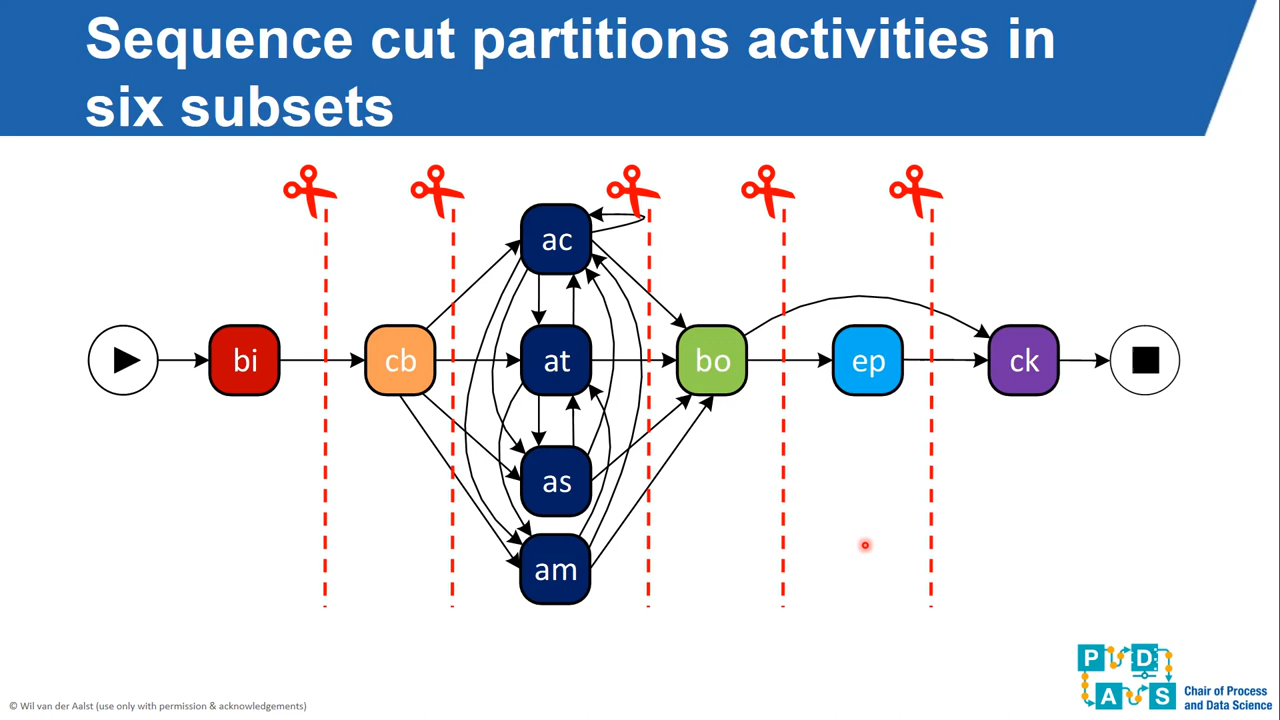 Sequence cut partitions activities in
six subsets
ac
bi
cb
at
bo
ep
ck
as
am
P D
A S
Chair of Process
and Data Science
© Wil van der Aalst (use only with permission & acknowledgements)